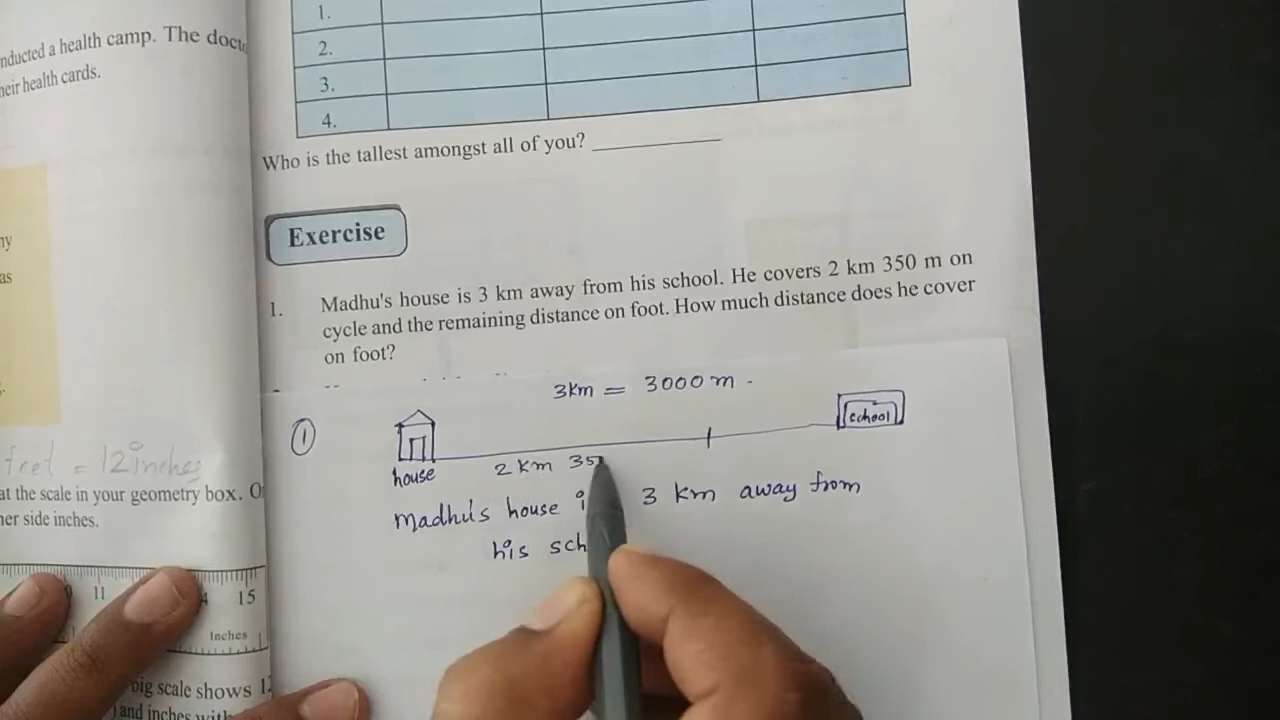 1.
2.
3.
4.
nducted a health camp. The docto
heir health cards.
Who is the tallest amongst all of you?
ny
as
Exercise
1. Madhu's house is 3 km away from his school. He covers 2 km 350 m on
cycle and the remaining distance on foot. How much distance does he cover
on foot?
3km = 3000 m.
1
school
house
2 km 35
Madhu's house 3 km away from
his sch
feet = 12 inches
at the scale in your geometry box. O
her side inches.
11 15
Inches
big scale shows 12
and inches